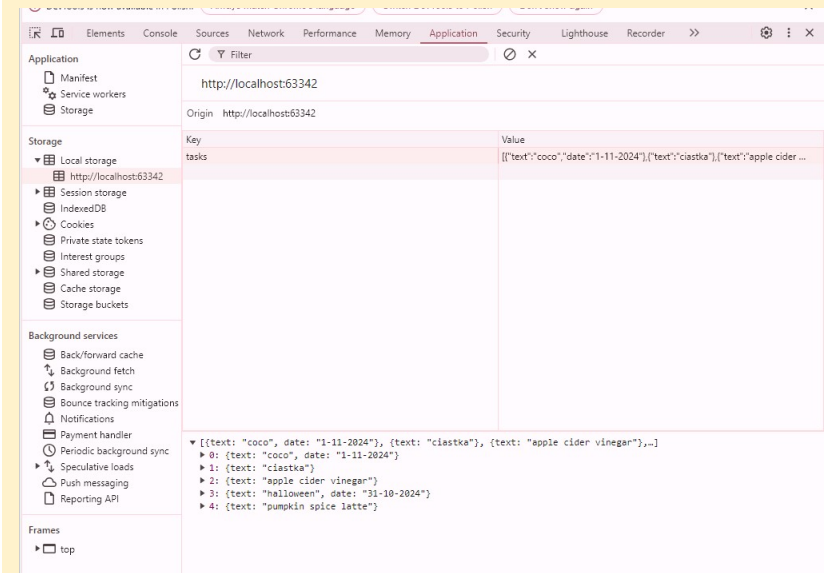 Elements Console Sources Network Performance Memory Application Security Lighthouse Recorder
Application
Manifest
Service workers
Storage
Storage
Local storage
http://localhost:63342
Session storage
IndexedDB
Cookies
Private state tokens
Interest groups
Shared storage
Cache storage
Storage buckets
Background services
Back/forward cache
Background fetch
Background sync
Bounce tracking mitigations
Notifications
Payment handler
Periodic background sync
Speculative loads
Push messaging
Reporting API
Frames
top
Filter
http://localhost:63342
Origin http://localhost:63342
Key Value
tasks [{"text":"coco","date":"1-11-2024"},{"text":"ciastka"},{"text":"apple cider ...
[{text: "coco", date: "1-11-2024"}, {text: "ciastka"}, {text: "apple cider vinegar"},…]
0: {text: "coco", date: "1-11-2024"}
1: {text: "ciastka"}
2: {text: "apple cider vinegar"}
3: {text: "halloween", date: "31-10-2024"}
4: {text: "pumpkin spice latte"}